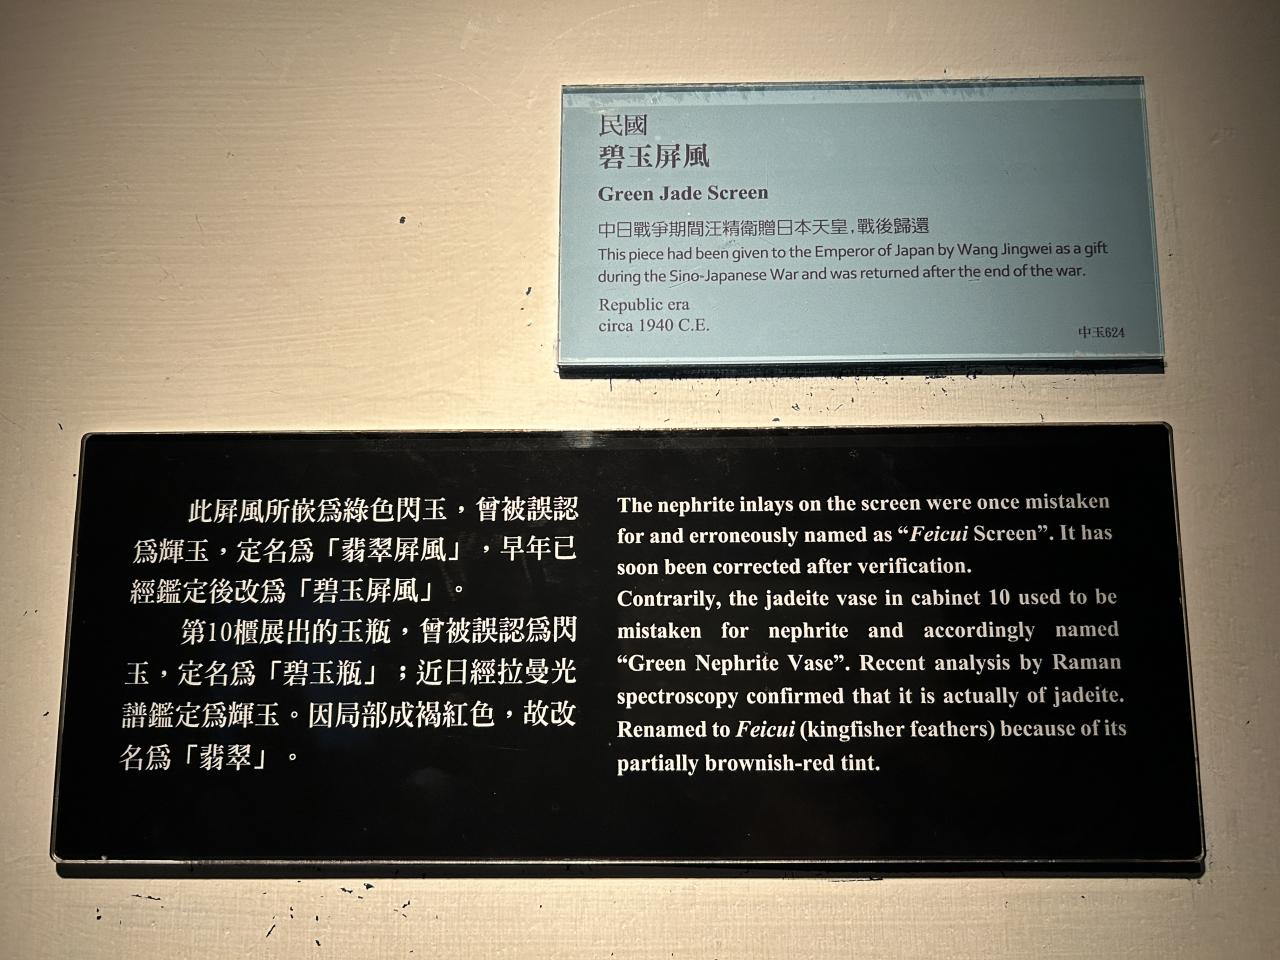 民國
碧玉屏風
Green Jade Screen
中日戰爭期間汪精衛贈日本天皇，戰後歸還
This piece had been given to the Emperor of Japan by Wang Jingwei as a gift
during the Sino-Japanese War and was returned after the end of the war.
Republic era
circa 1940 C.E.
中玉624
此屏風所嵌爲綠色閃玉，曾被誤認
爲輝玉，定名爲「翡翠屏風」，早年已
經鑑定後改爲「碧玉屏風」。
第10櫃展出的玉瓶，曾被誤認爲閃
玉，定名爲「碧玉瓶」；近日經拉曼光
譜鑑定爲輝玉。因局部成褐紅色，故改
名爲「翡翠」。
The nephrite inlays on the screen were once mistaken
for and erroneously named as “Feicui Screen”. It has
soon been corrected after verification.
Contrarily, the jadeite vase in cabinet 10 used to be
mistaken for nephrite and accordingly named
“Green Nephrite Vase”. Recent analysis by Raman
spectroscopy confirmed that it is actually of jadeite.
Renamed to Feicui (kingfisher feathers) because of its
partially brownish-red tint.